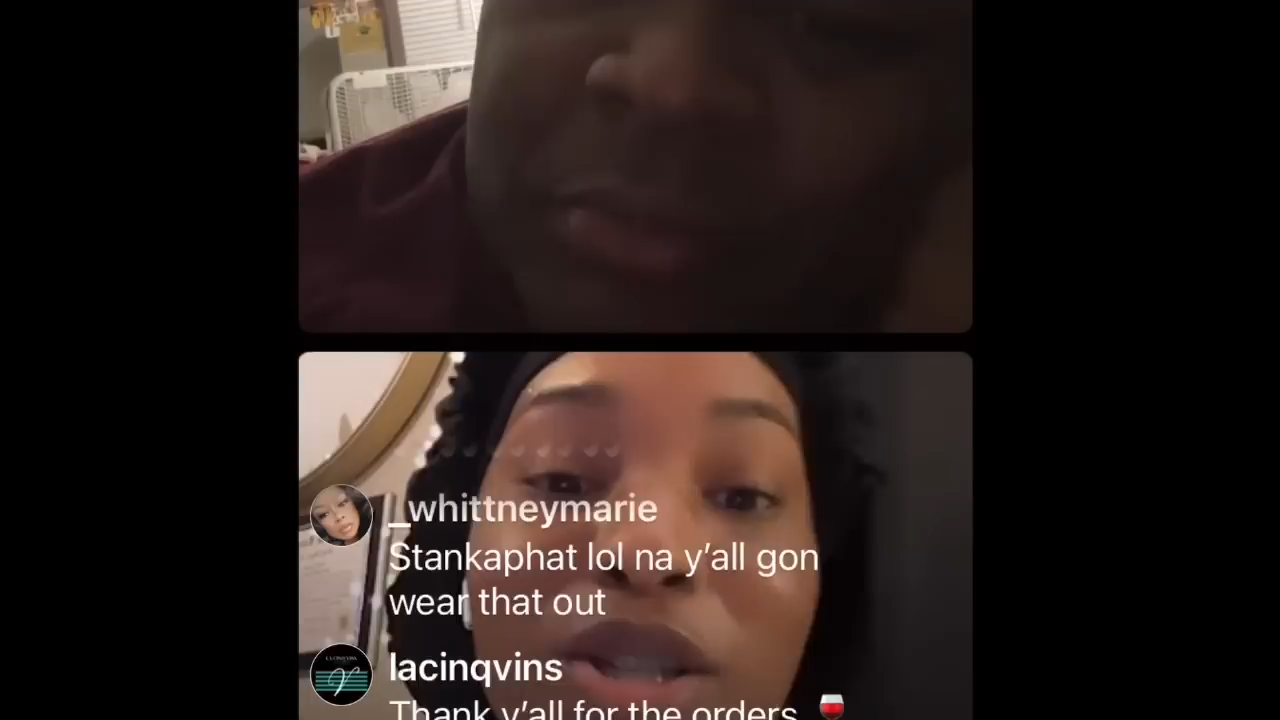 _whittneymarie
Stankaphat lol na y’all gon
wear that out
lacinqvins
Thank y’all for the orders 🍷